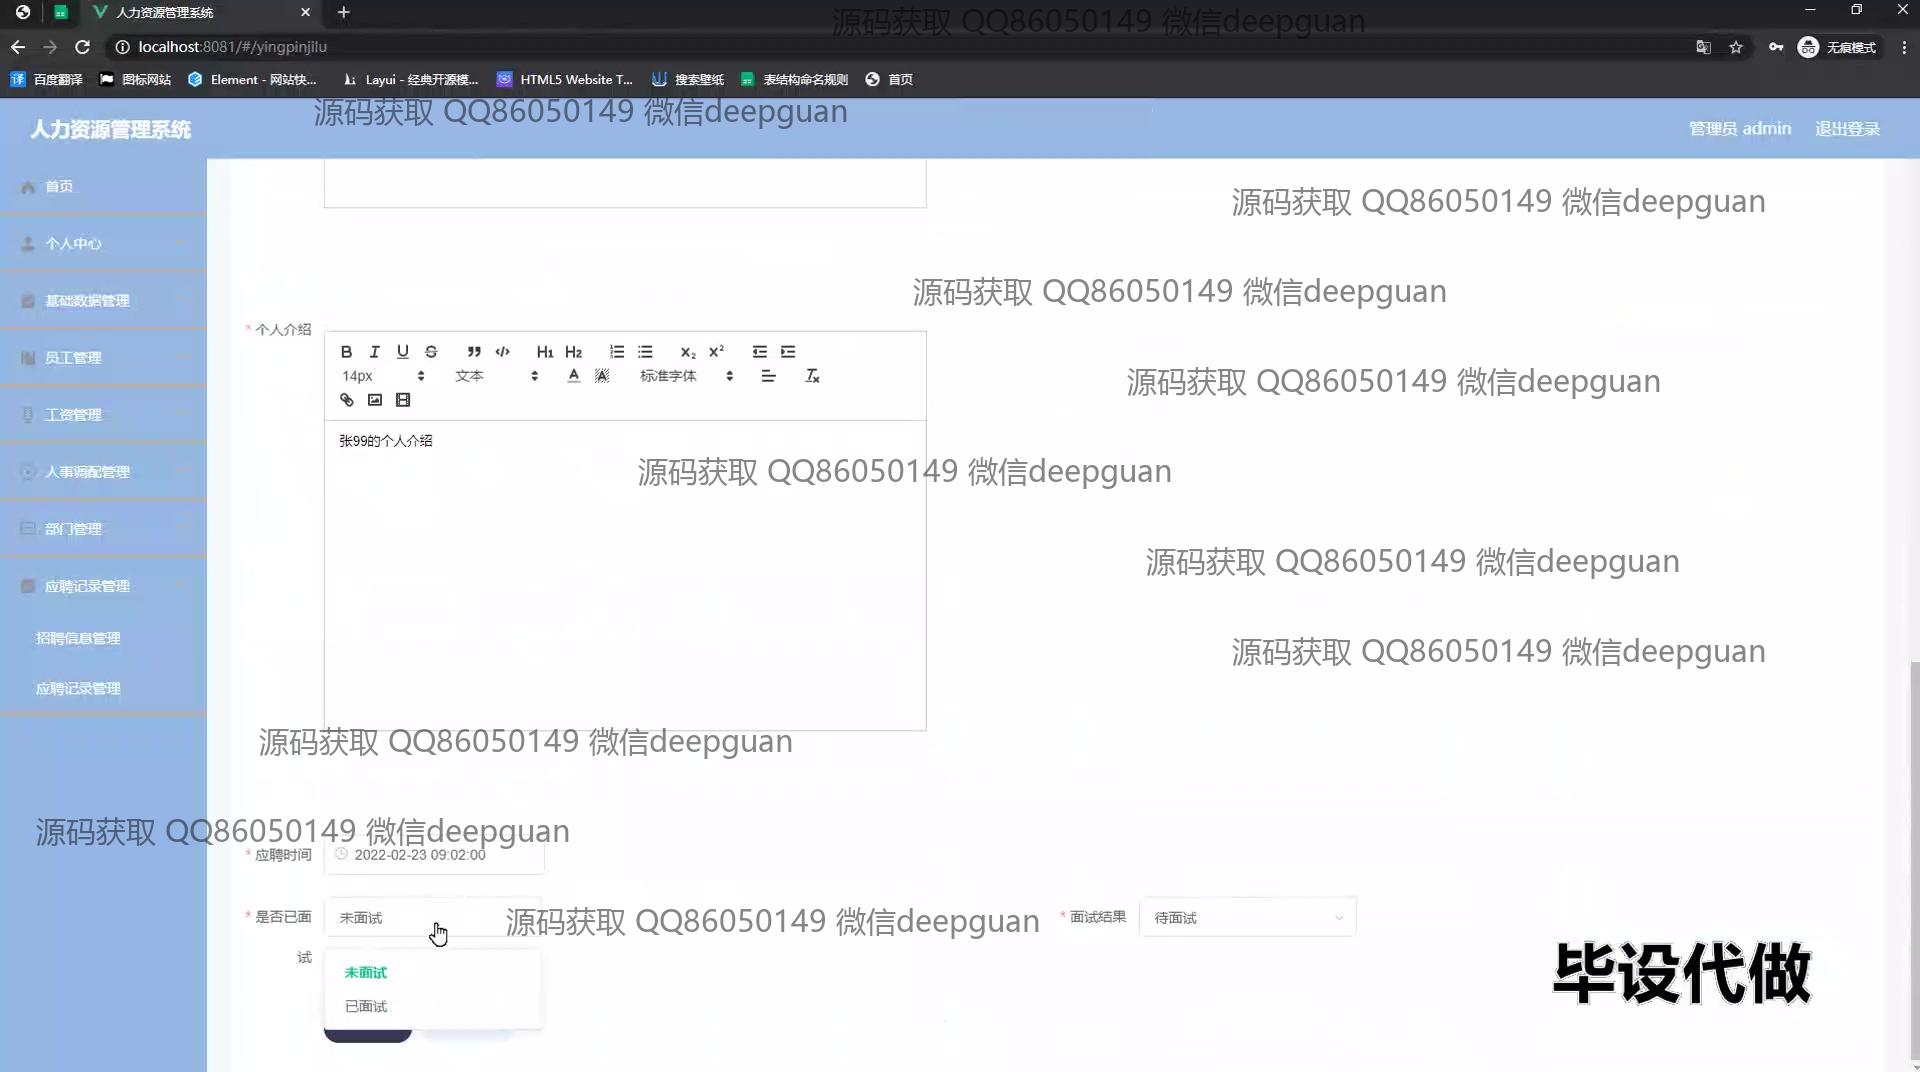 人力资源管理系统
源码获取 QQ86050149 微信deepguan
localhost:8081/#/yingpinjilu
无痕模式
百度翻译
图标网站
Element - 网站快...
Layui - 经典开源模...
HTML5 Website T...
搜索壁纸
表结构命名规则
首页
源码获取 QQ86050149 微信deepguan
人力资源管理系统
管理员 admin
退出登录
首页
源码获取 QQ86050149 微信deepguan
个人中心
基础数据管理
源码获取 QQ86050149 微信deepguan
* 个人介绍
B I U S H1 H2 X2 X2
员工管理
14px
文本
A A
标准字体
Tx
源码获取 QQ86050149 微信deepguan
工资管理
张99的个人介绍
人事调配管理
源码获取 QQ86050149 微信deepguan
部门管理
源码获取 QQ86050149 微信deepguan
应聘记录管理
招聘信息管理
源码获取 QQ86050149 微信deepguan
应聘记录管理
源码获取 QQ86050149 微信deepguan
源码获取 QQ86050149 微信deepguan
* 应聘时间
2022-02-23 09:02:00
* 是否已面试
未面试
源码获取 QQ86050149 微信deepguan
* 面试结果
待面试
未面试
已面试
毕设代做